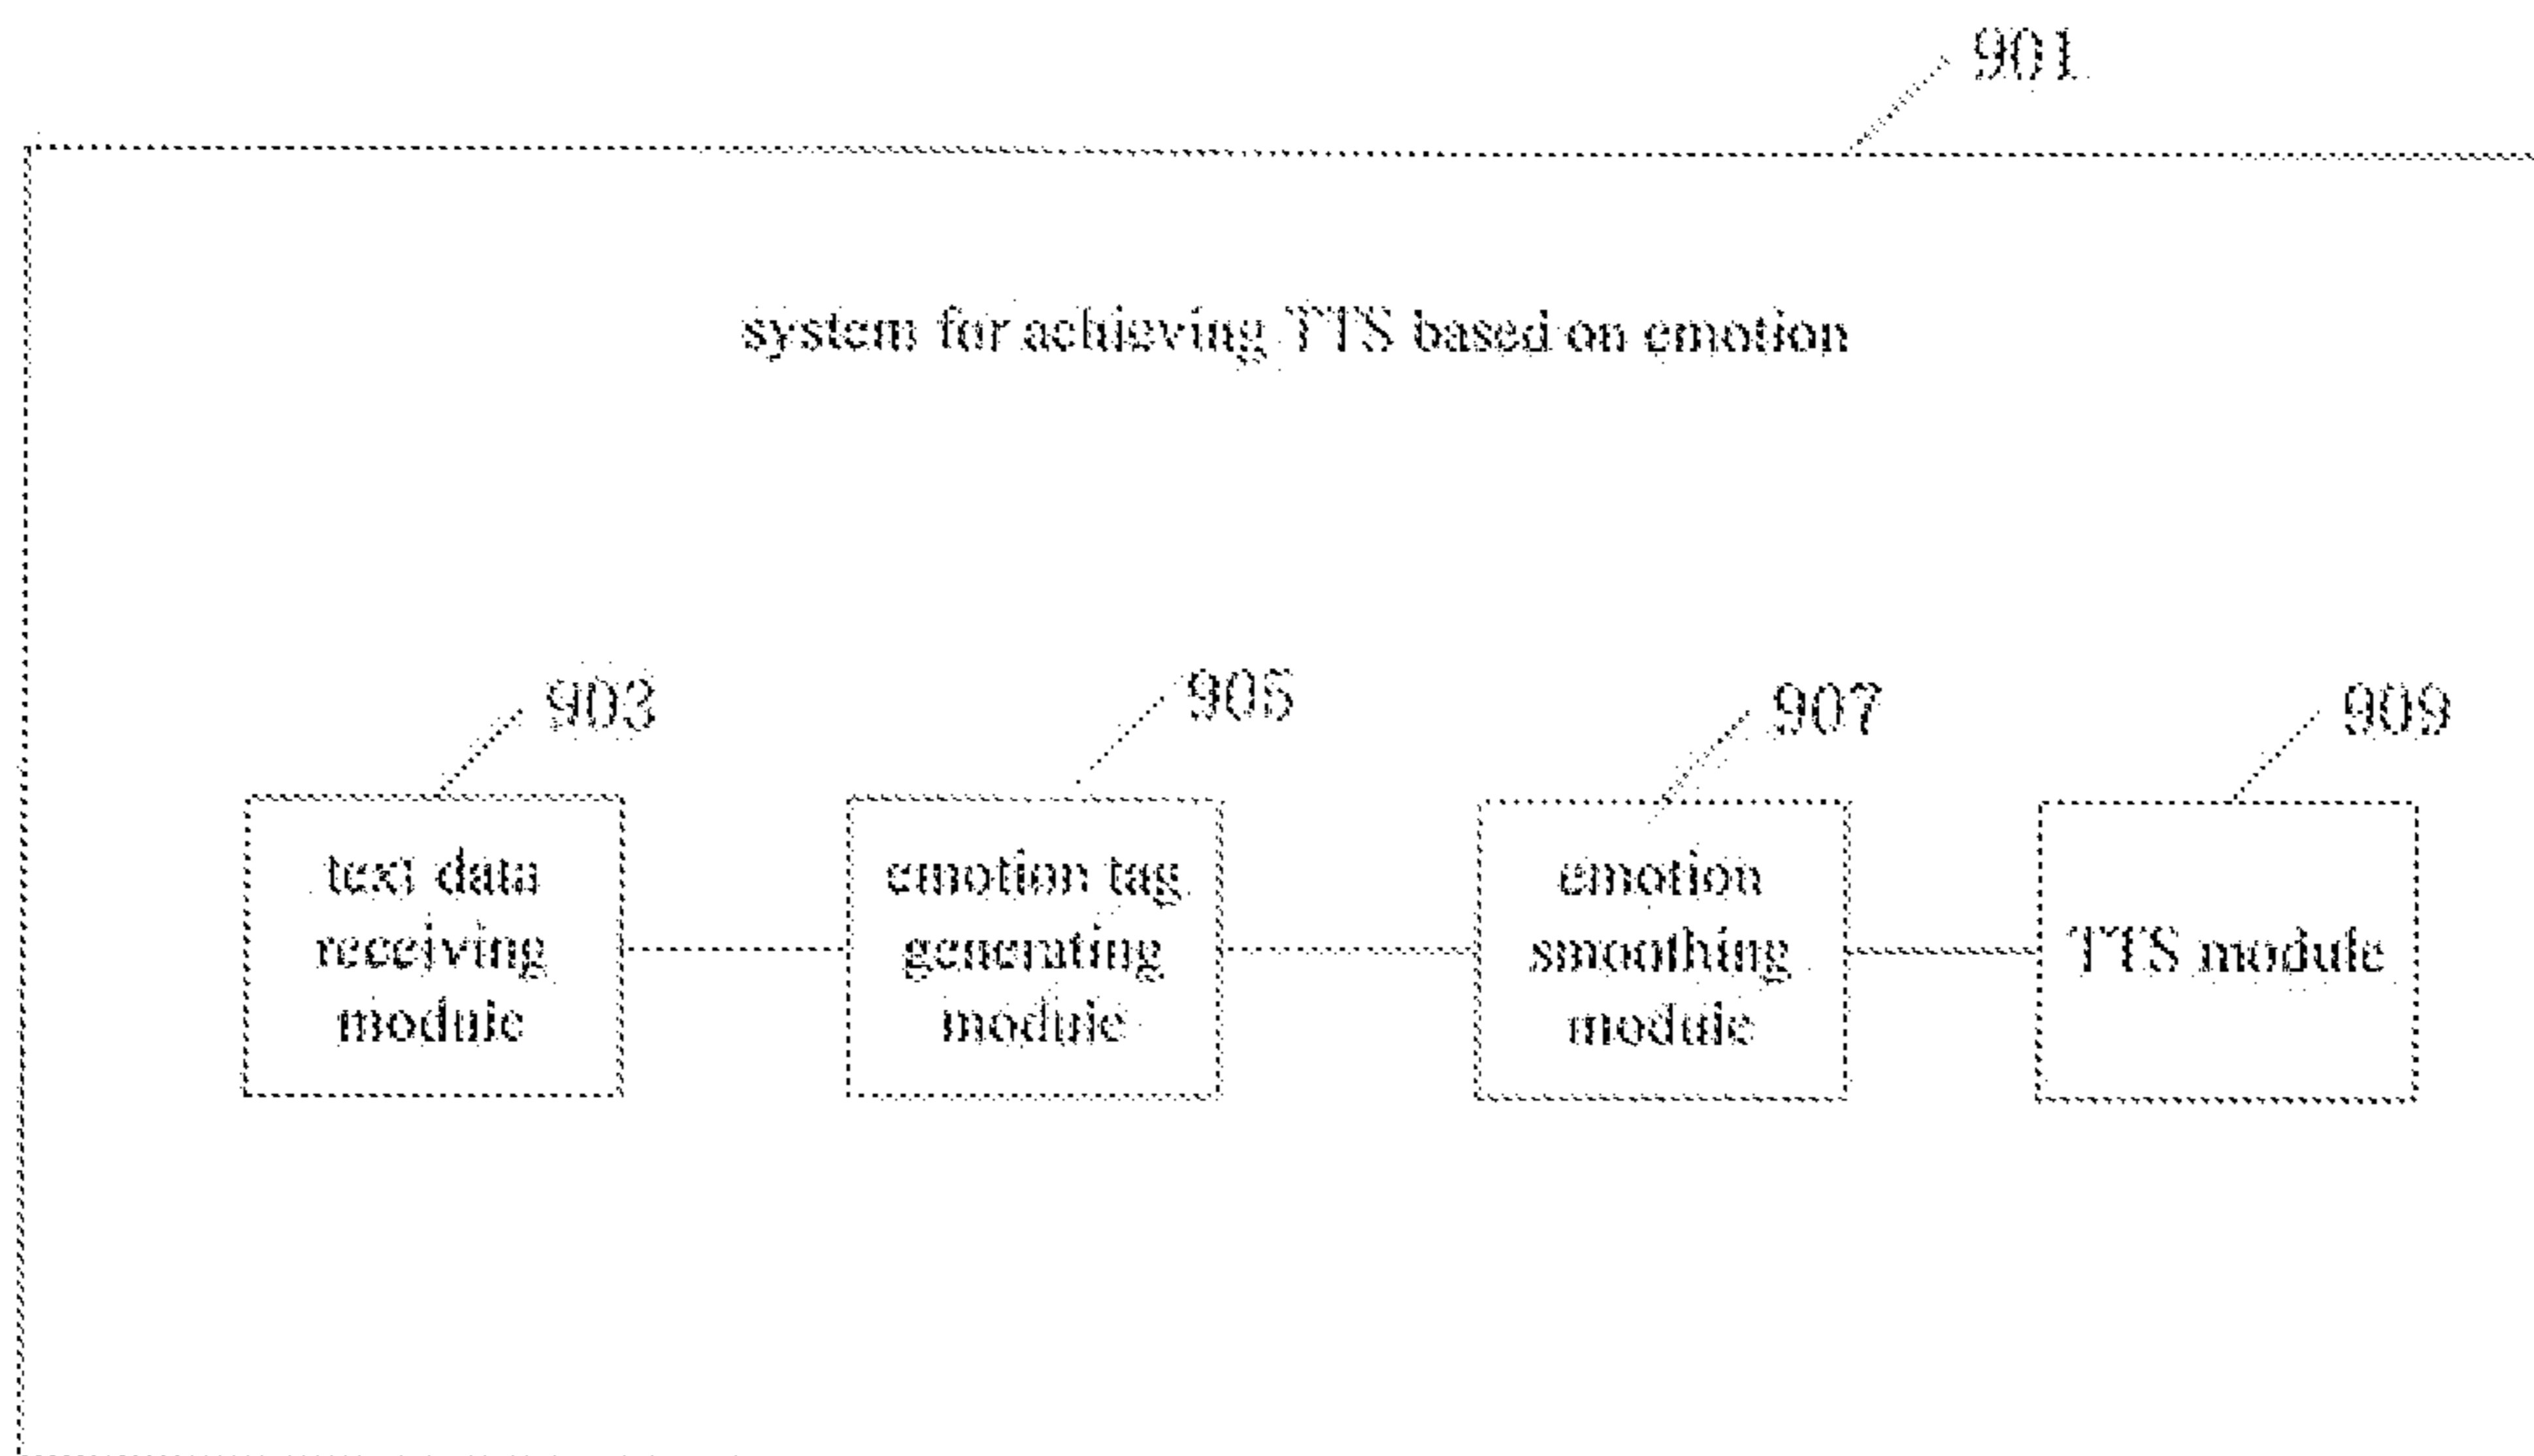 901
system for achieving TTS based on emotion
903
905
907
909
text data
receiving
module
emotion tag
generating
module
emotion
smoothing
module
TTS module